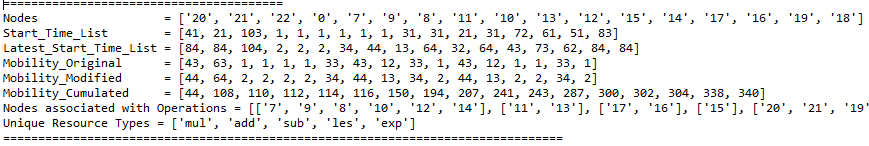 ========================================
Nodes = ['20', '21', '22', '0', '7', '9', '8', '11', '10', '13', '12', '15', '14', '17', '16', '19', '18']
Start_Time_List = [41, 21, 103, 1, 1, 1, 1, 1, 1, 31, 31, 21, 31, 72, 61, 51, 83]
Latest_Start_Time_List = [84, 84, 104, 2, 2, 2, 34, 44, 13, 64, 32, 64, 43, 73, 62, 84, 84]
Mobility_Original = [43, 63, 1, 1, 1, 1, 33, 43, 12, 33, 1, 43, 12, 1, 1, 33, 1]
Mobility_Modified = [44, 64, 2, 2, 2, 2, 34, 44, 13, 34, 2, 44, 13, 2, 2, 34, 2]
Mobility_Cumulated = [44, 108, 110, 112, 114, 116, 150, 194, 207, 241, 243, 287, 300, 302, 304, 338, 340]
Nodes associated with Operations = [['7', '9', '8', '10', '12', '14'], ['11', '13'], ['17', '16'], ['15'], ['20', '21', '19'
Unique Resource Types = ['mul', 'add', 'sub', 'les', 'exp']
================================================================================